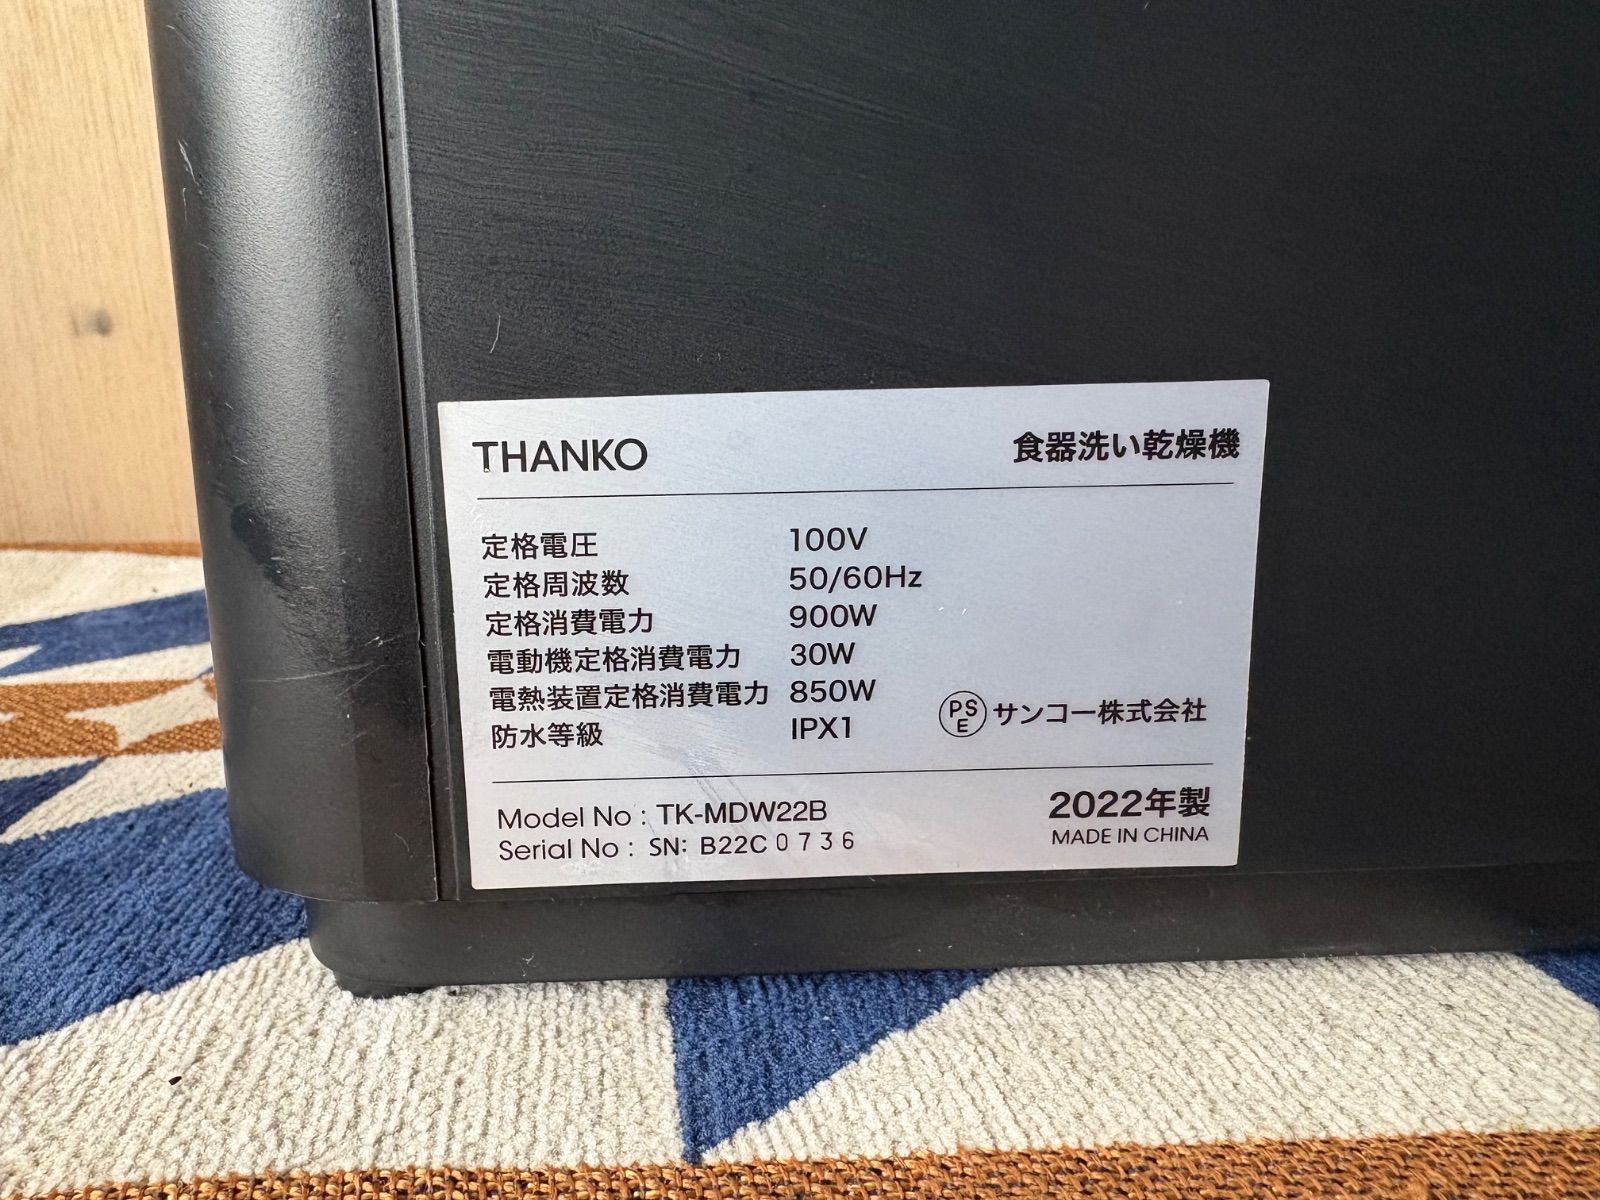 THANKO 食器洗い乾燥機
定格電圧 100V
定格周波数 50/60Hz
定格消費電力 900W
電動機定格消費電力 30W
電熱装置定格消費電力 850W
防水等級 IPX1
PSE サンコー株式会社
Model No : TK-MDW22B
Serial No : SN: B22C0736
2022年製
MADE IN CHINA